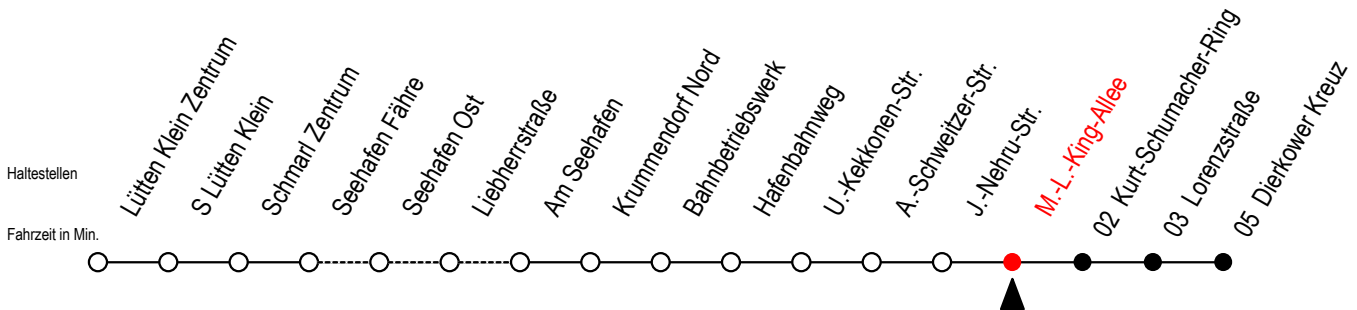 Haltestellen
Fahrzeit in Min.
Lütten Klein Zentrum
S Lütten Klein
Schmarl Zentrum
Seehafen Fähre
Seehafen Ost
Liebherrstraße
Am Seehafen
Krummendorf Nord
Bahnbetriebswerk
Hafenbahnweg
U.-Kekkonen-Str.
A.-Schweitzer-Str.
J.-Nehru-Str.
M.-L.-King-Allee
02 Kurt-Schumacher-Ring
03 Lorenzstraße
05 Dierkower Kreuz